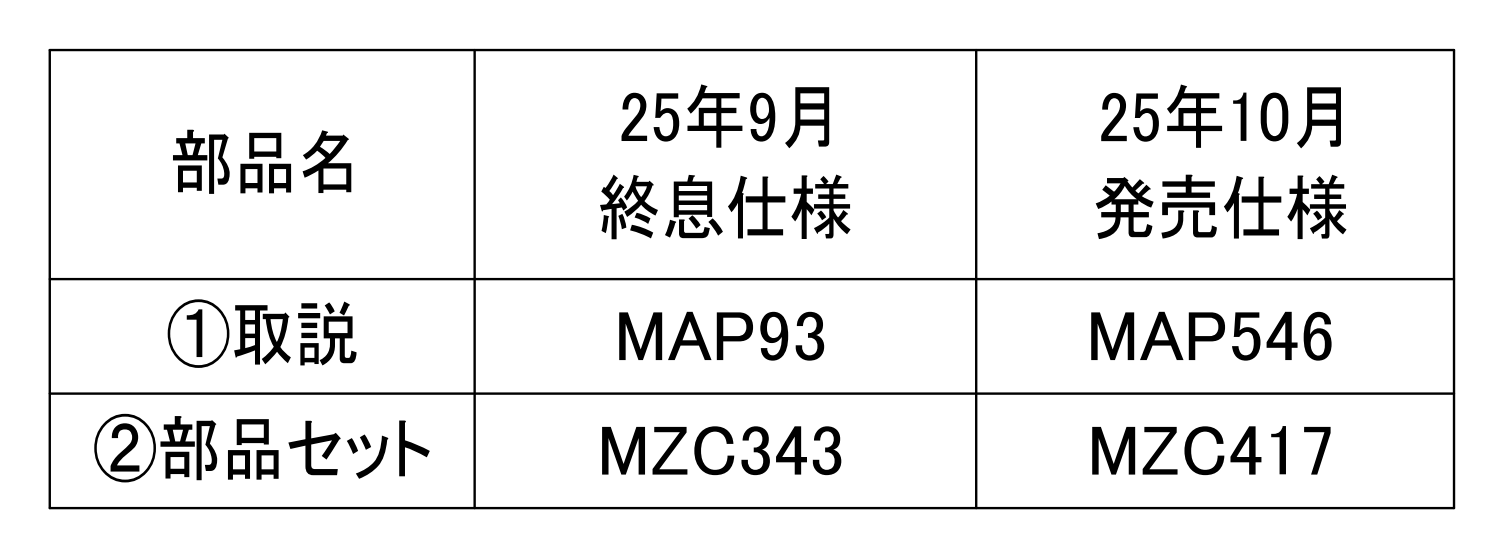 部品名
25年9月
終息仕様
25年10月
発売仕様
①取説
MAP93
MAP546
②部品セット
MZC343
MZC417